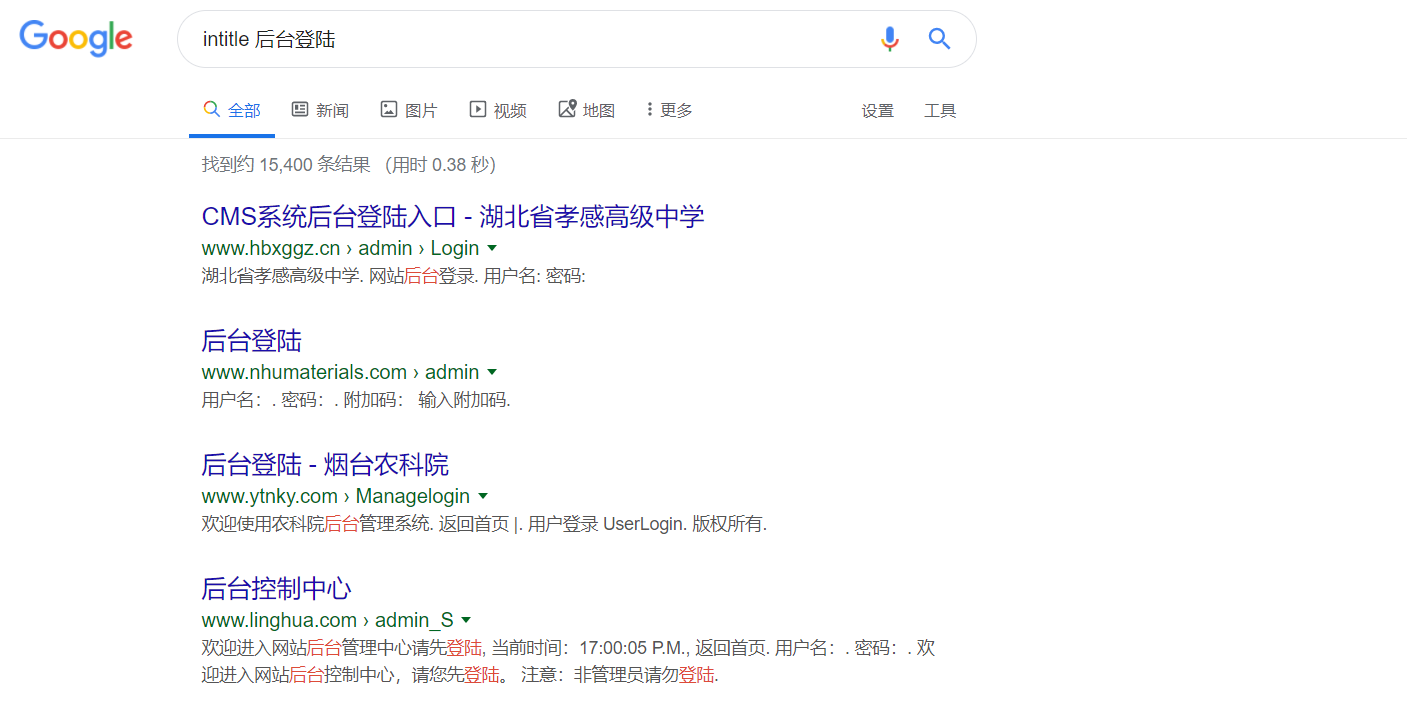 Google
intitle 后台登陆
全部 新闻 图片 视频 地图 更多 设置 工具
找到约 15,400 条结果 （用时 0.38 秒）
CMS系统后台登陆入口 - 湖北省孝感高级中学
www.hbxggz.cn › admin › Login
湖北省孝感高级中学. 网站后台登录. 用户名: 密码:
后台登陆
www.nhumaterials.com › admin
用户名：. 密码：. 附加码： 输入附加码.
后台登陆 - 烟台农科院
www.ytnky.com › Managelogin
欢迎使用农科院后台管理系统. 返回首页 |. 用户登录 UserLogin. 版权所有.
后台控制中心
www.linghua.com › admin_S
欢迎进入网站后台管理中心请先登陆, 当前时间：17:00:05 P.M., 返回首页. 用户名：. 密码：. 欢
迎进入网站后台控制中心，请您先登陆。 注意：非管理员请勿登陆.